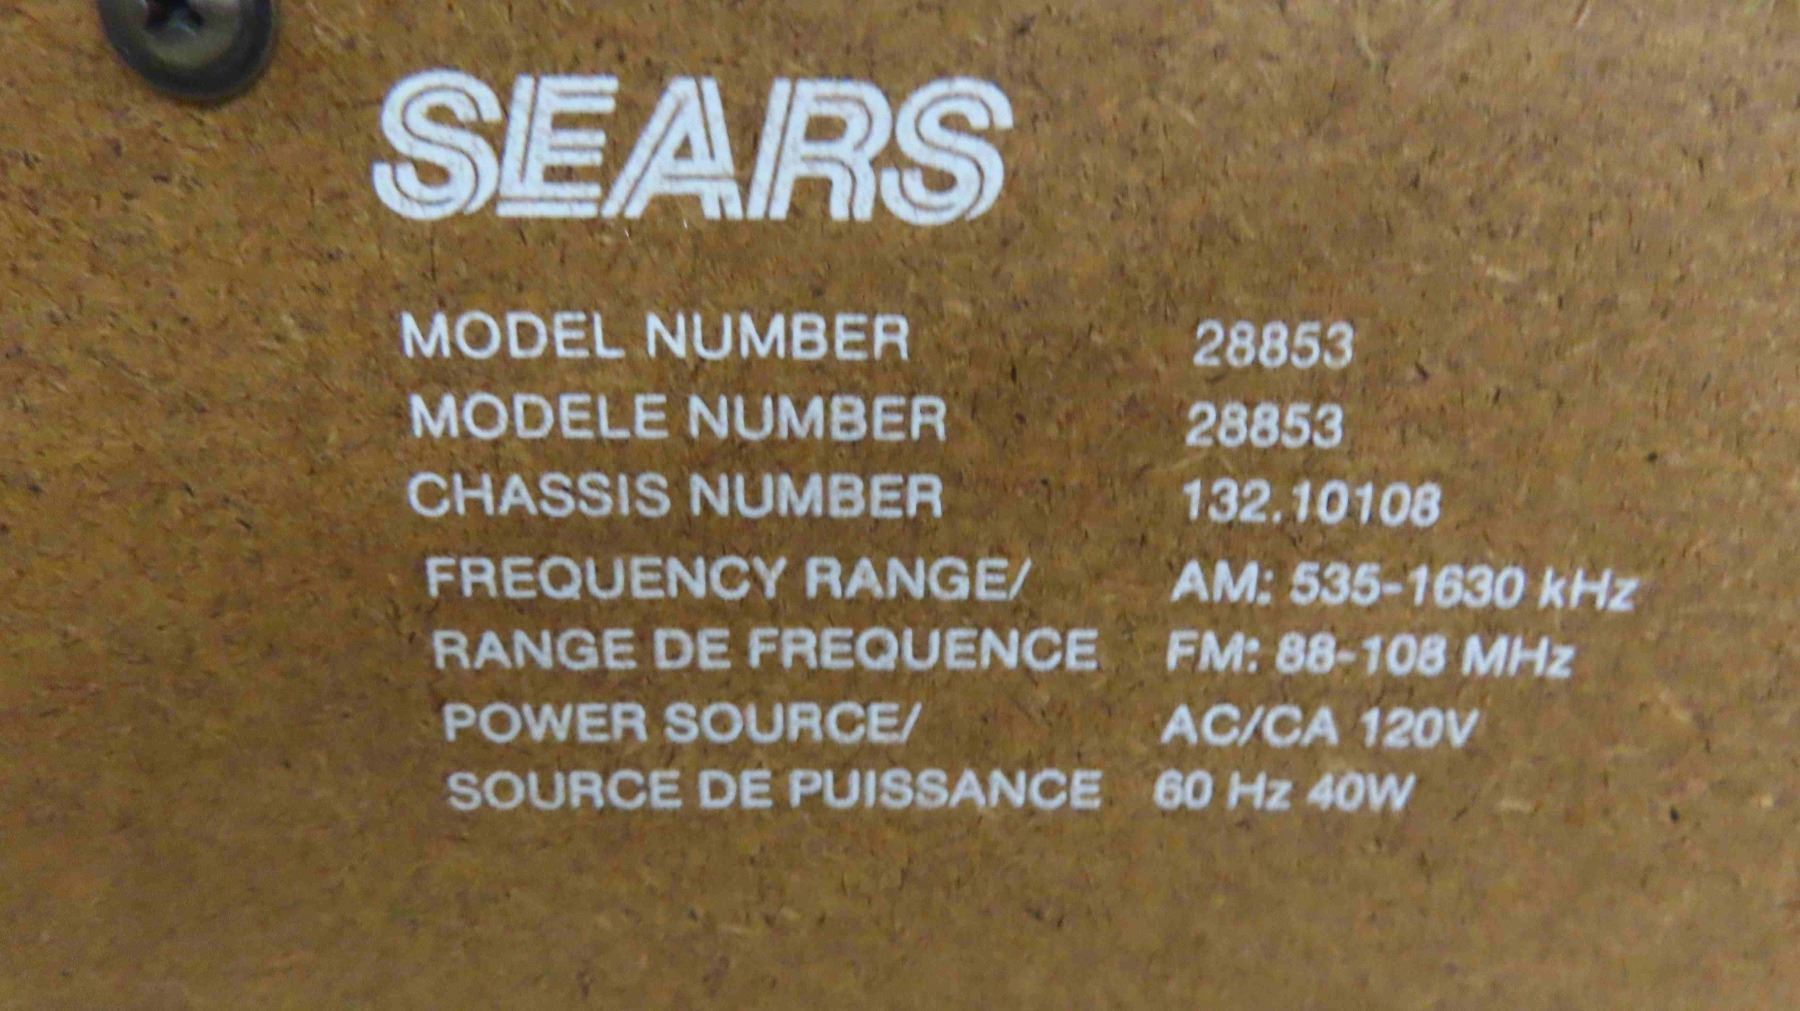 SEARS
MODEL NUMBER 28853
MODELE NUMBER 28853
CHASSIS NUMBER 132.10108
FREQUENCY RANGE/ AM: 535-1630 kHz
RANGE DE FREQUENCE FM: 88-108 MHz
POWER SOURCE/ AC/CA 120V
SOURCE DE PUISSANCE 60 Hz 40W